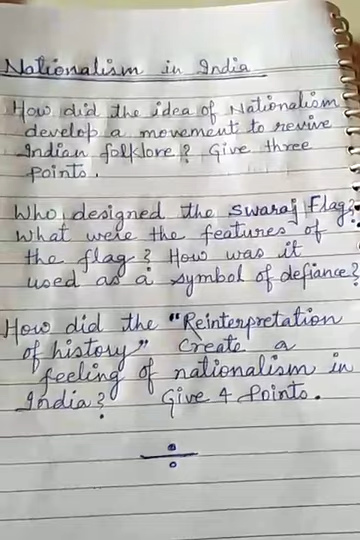 Nationalism in India
How did the idea of Nationalism
develop a movement to revive
Indian folklore? Give three
points.
Who designed the swaraj Flag?
What were the features of
the flag? How was it
used as a symbol of defiance?
How did the "Reinterpretation
of history" create a
feeling of nationalism in
India? Give 4 Points.